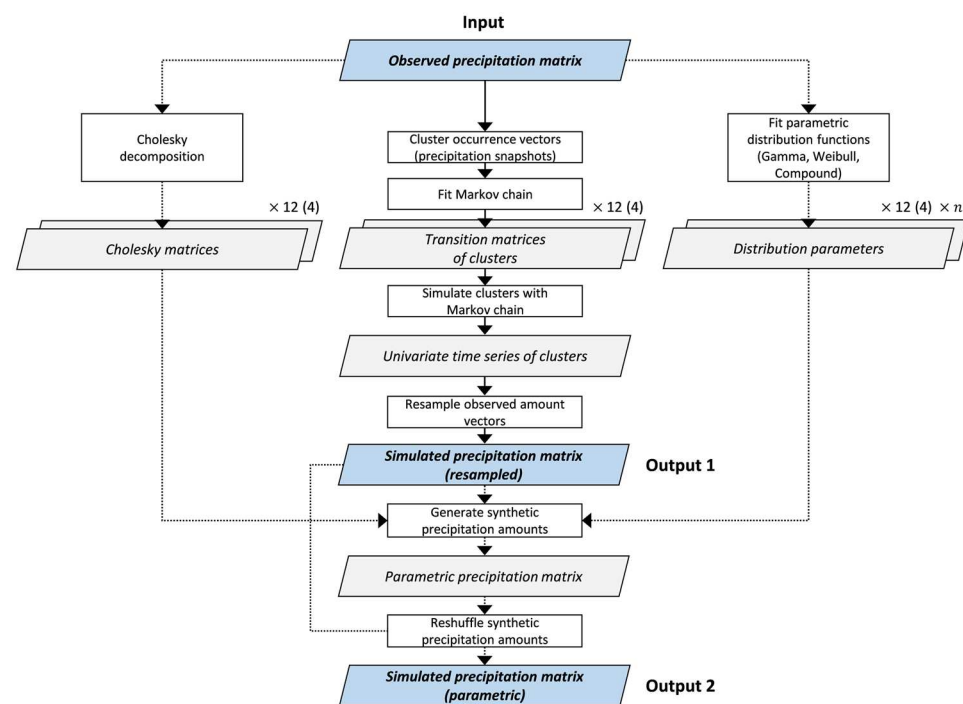 Input
Observed precipitation matrix
Cholesky
decomposition
Cluster occurrence vectors
(precipitation snapshots)
Fit parametric
distribution functions
(Gamma, Weibull,
Compound)
Fit Markov chain
× 12 (4)
× 12 (4)
× 12 (4) × n
Cholesky matrices
Transition matrices
of clusters
Distribution parameters
Simulate clusters with
Markov chain
Univariate time series of clusters
Resample observed amount
vectors
Simulated precipitation matrix
(resampled)
Output 1
Generate synthetic
precipitation amounts
Parametric precipitation matrix
Reshuffle synthetic
precipitation amounts
Simulated precipitation matrix
(parametric)
Output 2